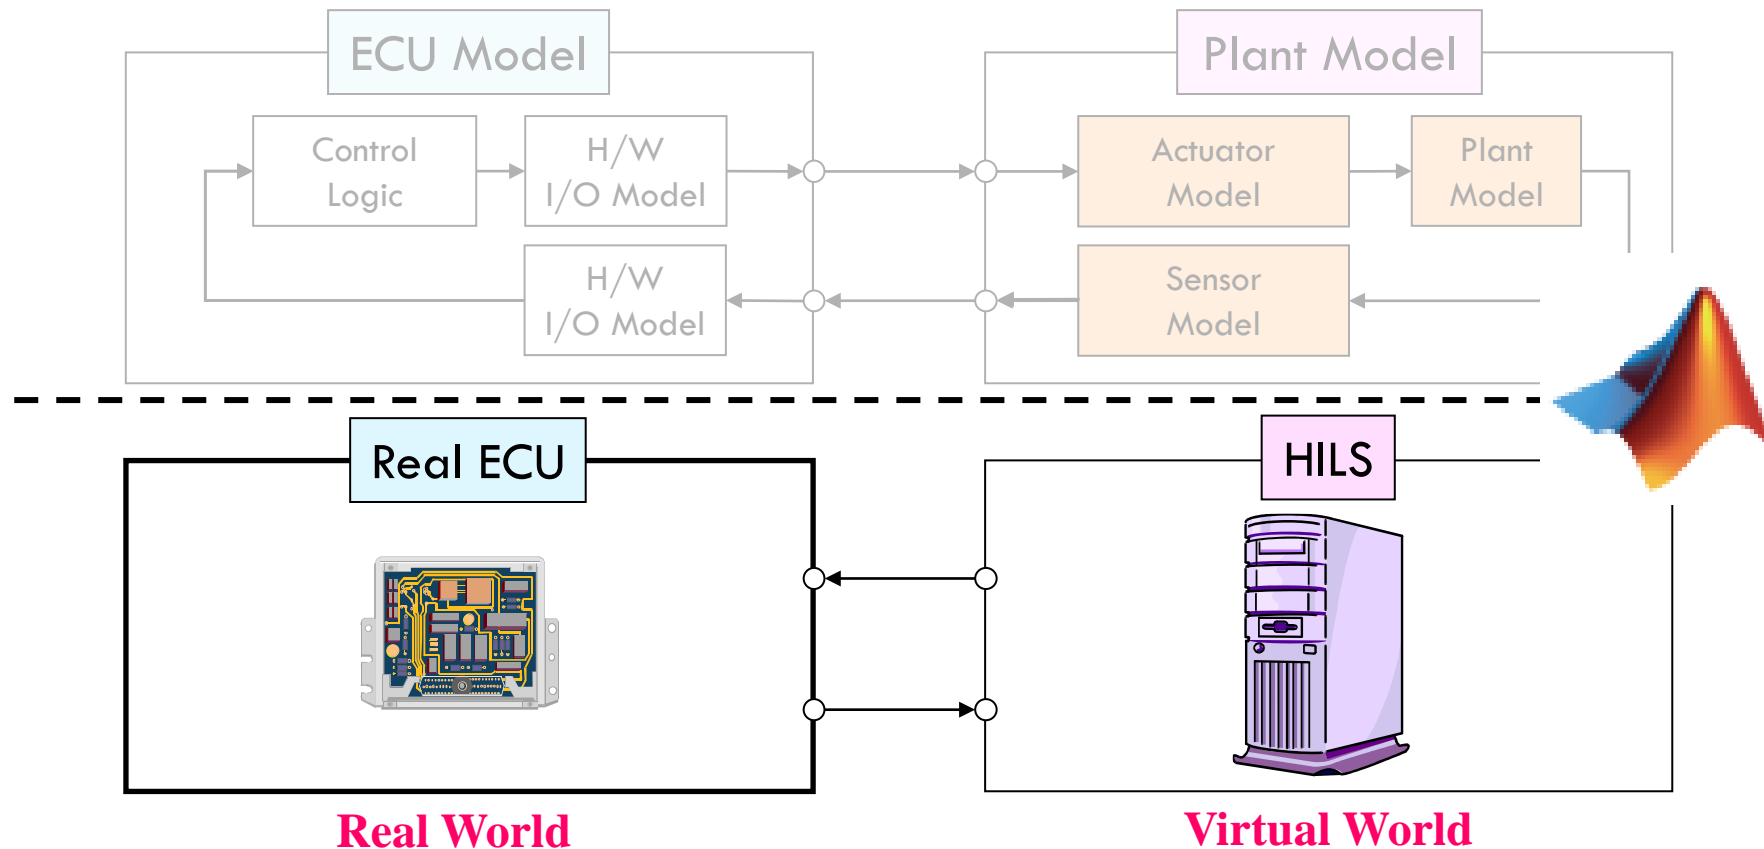 ECU Model
Plant Model
Control
Logic
H/W
I/O Model
Actuator
Model
Plant
Model
H/W
I/O Model
Sensor
Model
Real ECU
HILS
Real World
Virtual World